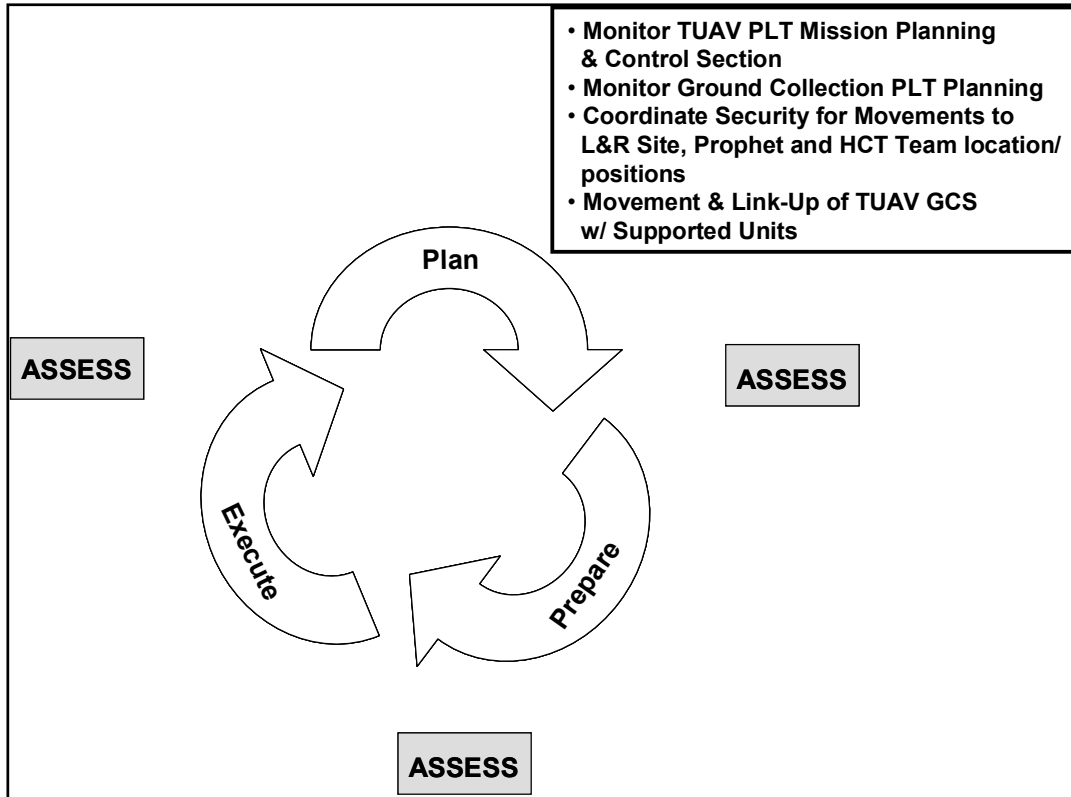 • Monitor TUAV PLT Mission Planning
& Control Section
• Monitor Ground Collection PLT Planning
• Coordinate Security for Movements to
L&R Site, Prophet and HCT Team location/
positions
• Movement & Link-Up of TUAV GCS
w/ Supported Units
Plan
ASSESS
ASSESS
Execute
Prepare
ASSESS